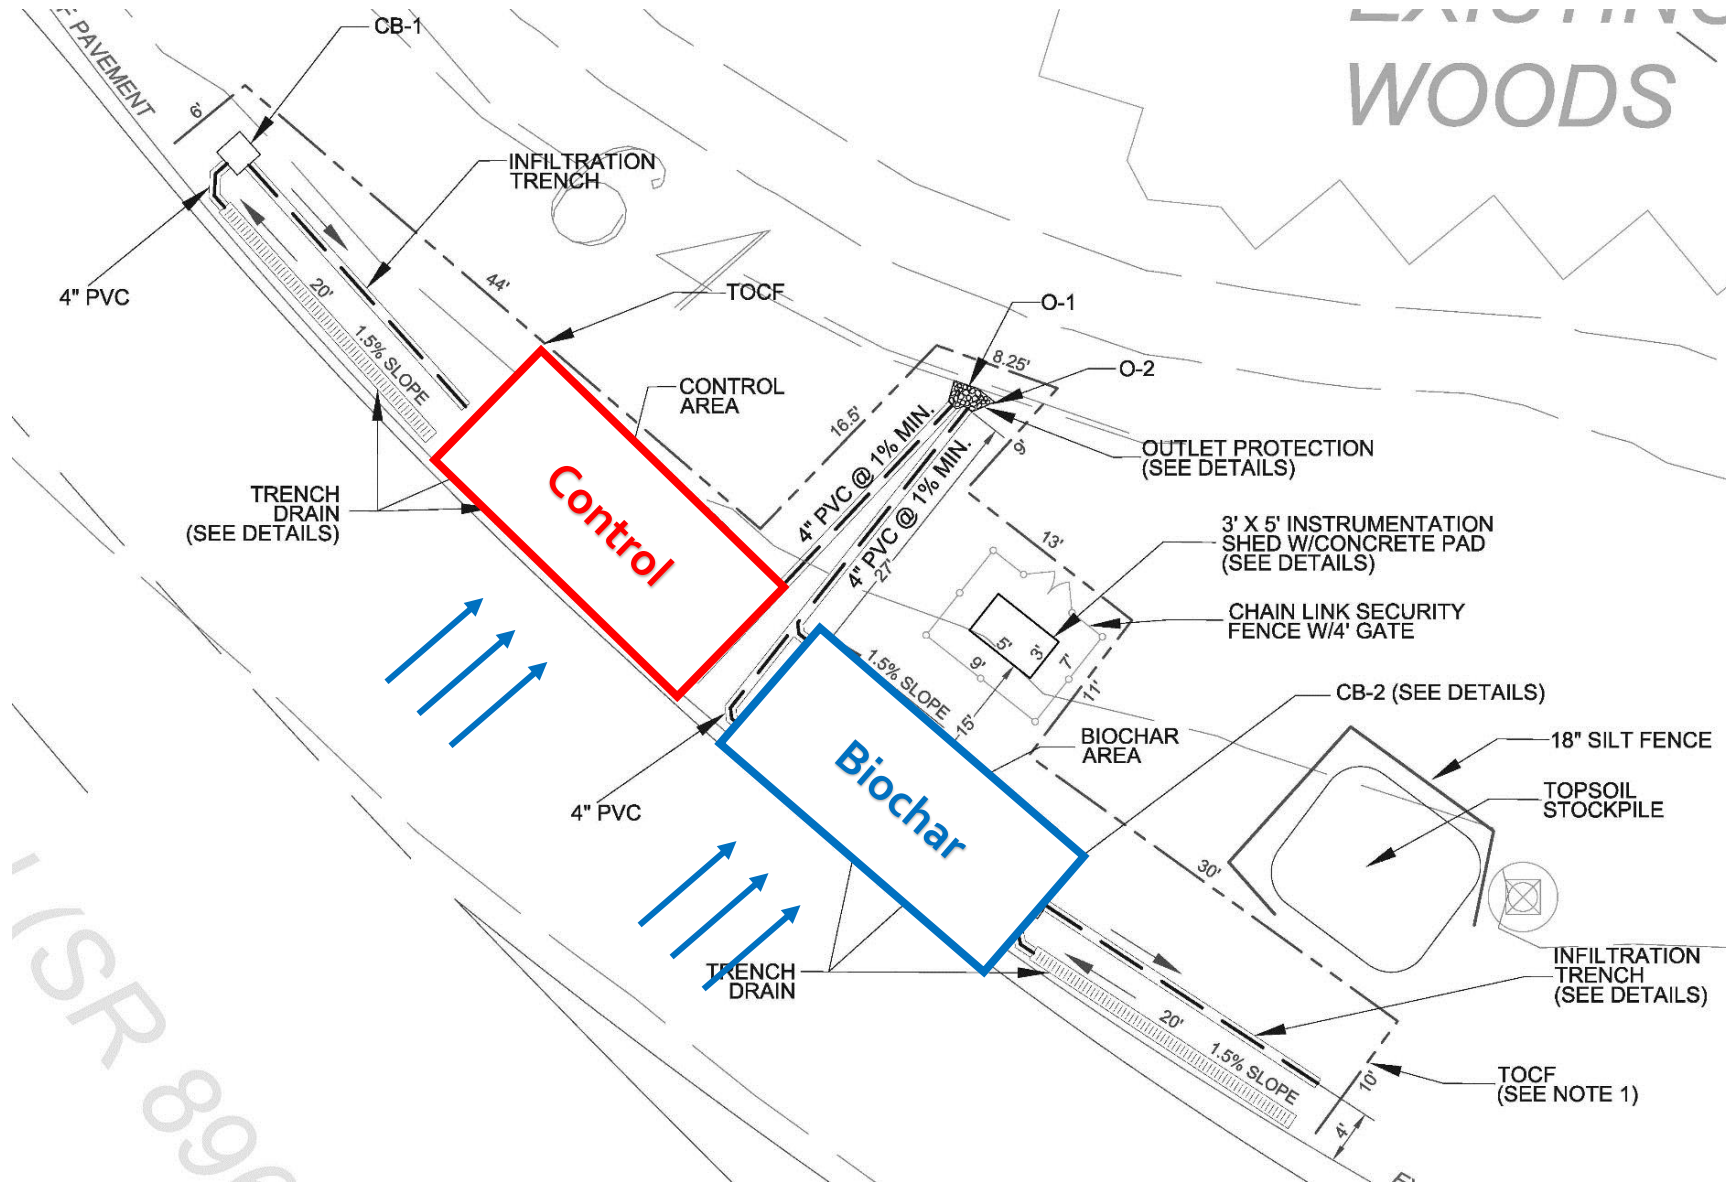 EXISTING
WOODS
CB-1
F PAVEMENT
6'
INFILTRATION
TRENCH
4" PVC
20'
44'
TOCF
1.5% SLOPE
O-1
8.25'
O-2
CONTROL
AREA
16.5'
4" PVC @ 1% MIN.
4" PVC @ 1% MIN.
27'
9'
OUTLET PROTECTION
(SEE DETAILS)
TRENCH
DRAIN
(SEE DETAILS)
Control
13'
3' X 5' INSTRUMENTATION
SHED W/CONCRETE PAD
(SEE DETAILS)
CHAIN LINK SECURITY
FENCE W/4' GATE
5'
3'
9'
7'
11'
15'
1.5% SLOPE
CB-2 (SEE DETAILS)
BIOCHAR
AREA
18" SILT FENCE
TOPSOIL
STOCKPILE
4" PVC
Biochar
30'
TRENCH
DRAIN
INFILTRATION
TRENCH
(SEE DETAILS)
20'
1.5% SLOPE
10'
TOCF
(SEE NOTE 1)
4'
(SR 896